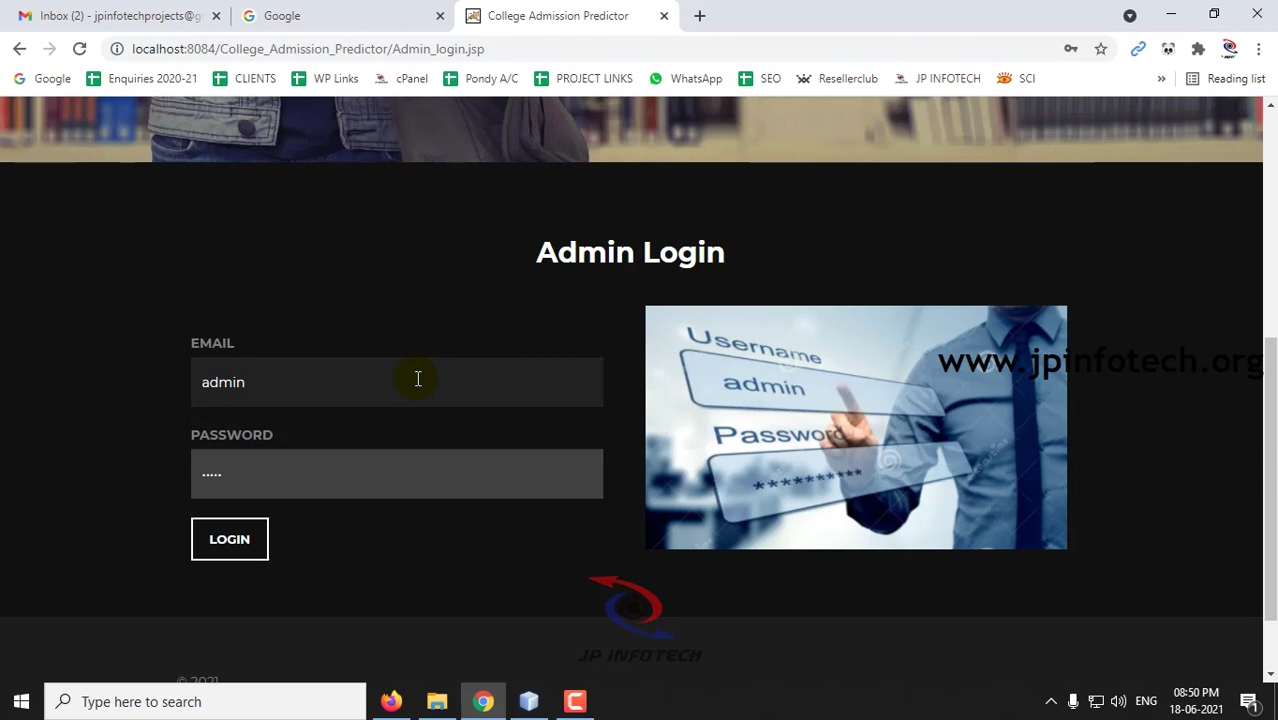 Inbox (2) - jpinfotechprojects@g
Google
College Admission Predictor
localhost:8084/College_Admission_Predictor/Admin_login.jsp
Google
Enquiries 2020-21
CLIENTS
WP Links
cPanel
Pondy A/C
PROJECT LINKS
WhatsApp
SEO
Resellerclub
JP INFOTECH
SCI
»
Reading list
Admin Login
EMAIL
admin
PASSWORD
•••••
LOGIN
Username
admin
Password
**********
www.jpinfotech.org
JP INFOTECH
© 2021
Type here to search
ENG
08:50 PM
18-06-2021
1